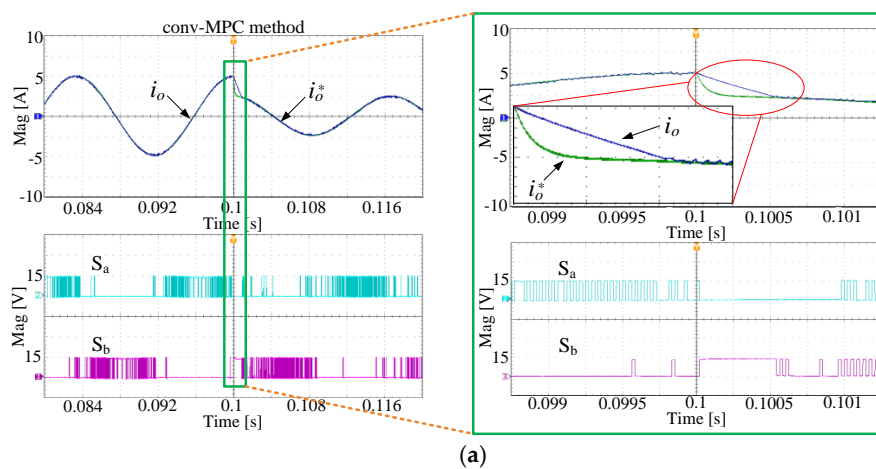 conv-MPC method
10
5
0
-5
-10
Mag [A]
i_o
i_o^*
0.084 0.092 0.1 0.108 0.116
Time [s]
S_a
15
S_b
15
Mag [V]
0.084 0.092 0.1 0.108 0.116
Time [s]
10
5
0
-5
-10
Mag [A]
i_o
i_o^*
0.099 0.0995 0.1 0.1005 0.101
Time [s]
S_a
15
S_b
15
Mag [V]
0.099 0.0995 0.1 0.1005 0.101
Time [s]
(a)